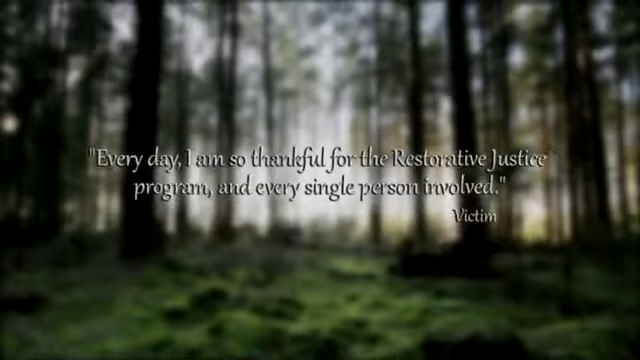 "Every day, I am so thankful for the Restorative Justice
program, and every single person involved."
Victim